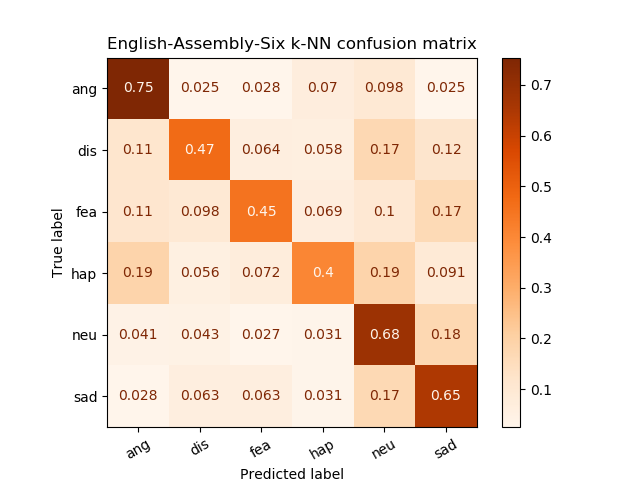 English-Assembly-Six k-NN confusion matrix
True label
ang 0.75 0.025 0.028 0.07 0.098 0.025
dis 0.11 0.47 0.064 0.058 0.17 0.12
fea 0.11 0.098 0.45 0.069 0.1 0.17
hap 0.19 0.056 0.072 0.4 0.19 0.091
neu 0.041 0.043 0.027 0.031 0.68 0.18
sad 0.028 0.063 0.063 0.031 0.17 0.65
ang dis fea hap neu sad
Predicted label
0.7
0.6
0.5
0.4
0.3
0.2
0.1